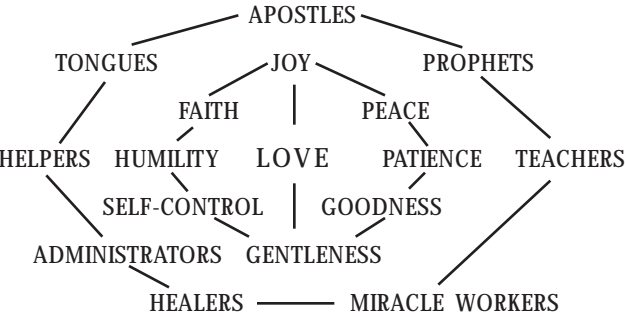 APOSTLES
TONGUES JOY PROPHETS
FAITH PEACE
HELPERS HUMILITY LOVE PATIENCE TEACHERS
SELF-CONTROL GOODNESS
ADMINISTRATORS GENTLENESS
HEALERS MIRACLE WORKERS